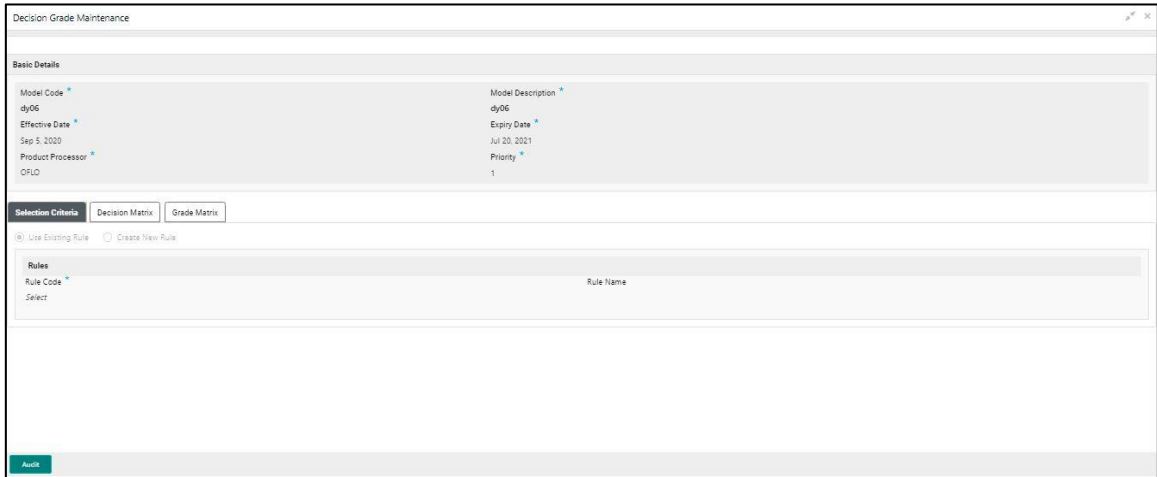 Decision Grade Maintenance
Basic Details
Model Code * Model Description *
dy06 dy06
Effective Date * Expiry Date *
Sep 5, 2020 Jul 20, 2021
Product Processor * Priority *
OFLO 1
Selection Criteria Decision Matrix Grade Matrix
Use Existing Rule Create New Rule
Rules
Rule Code * Rule Name
Select
Audit